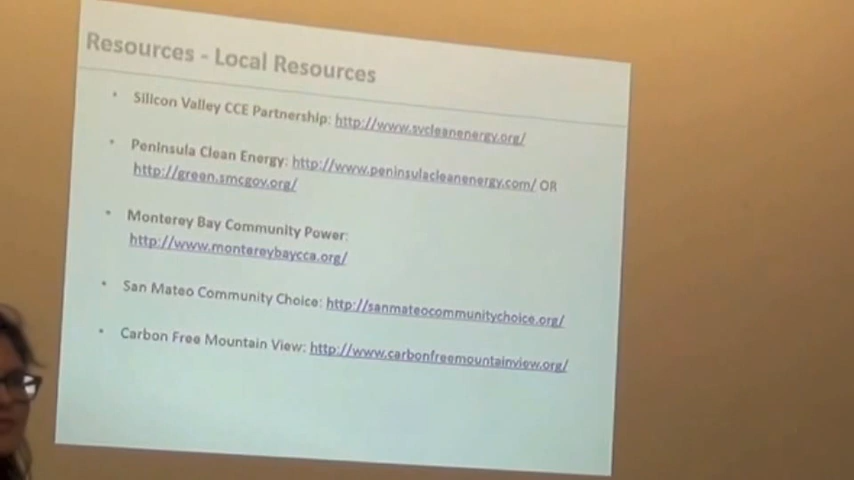 Resources - Local Resources
• Silicon Valley CCE Partnership: http://www.svcleanenergy.org/
• Peninsula Clean Energy: http://www.peninsulacleanenergy.com/ OR
http://green.smcgov.org/
• Monterey Bay Community Power:
http://www.montereybaycca.org/
• San Mateo Community Choice: http://sanmateocommunitychoice.org/
• Carbon Free Mountain View: http://www.carbonfreemountainview.org/